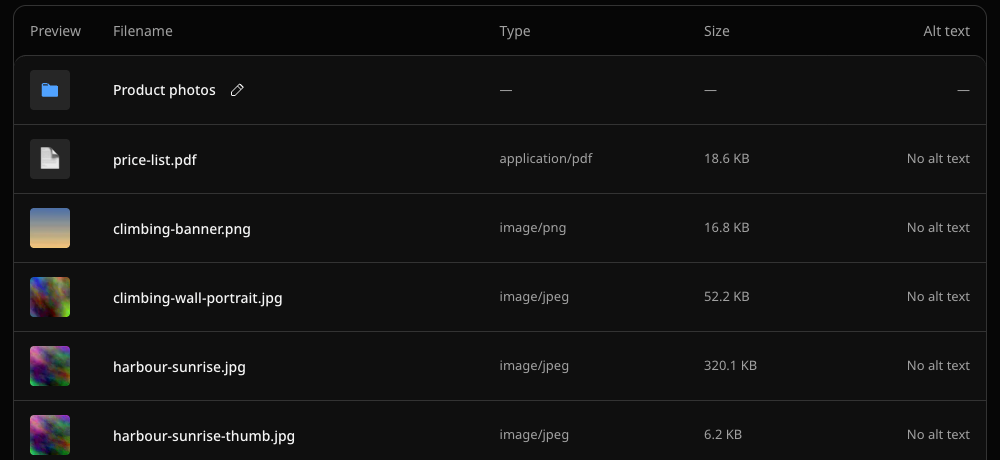 Preview Filename Type Size Alt text
Product photos — — —
price-list.pdf application/pdf 18.6 KB No alt text
climbing-banner.png image/png 16.8 KB No alt text
climbing-wall-portrait.jpg image/jpeg 52.2 KB No alt text
harbour-sunrise.jpg image/jpeg 320.1 KB No alt text
harbour-sunrise-thumb.jpg image/jpeg 6.2 KB No alt text